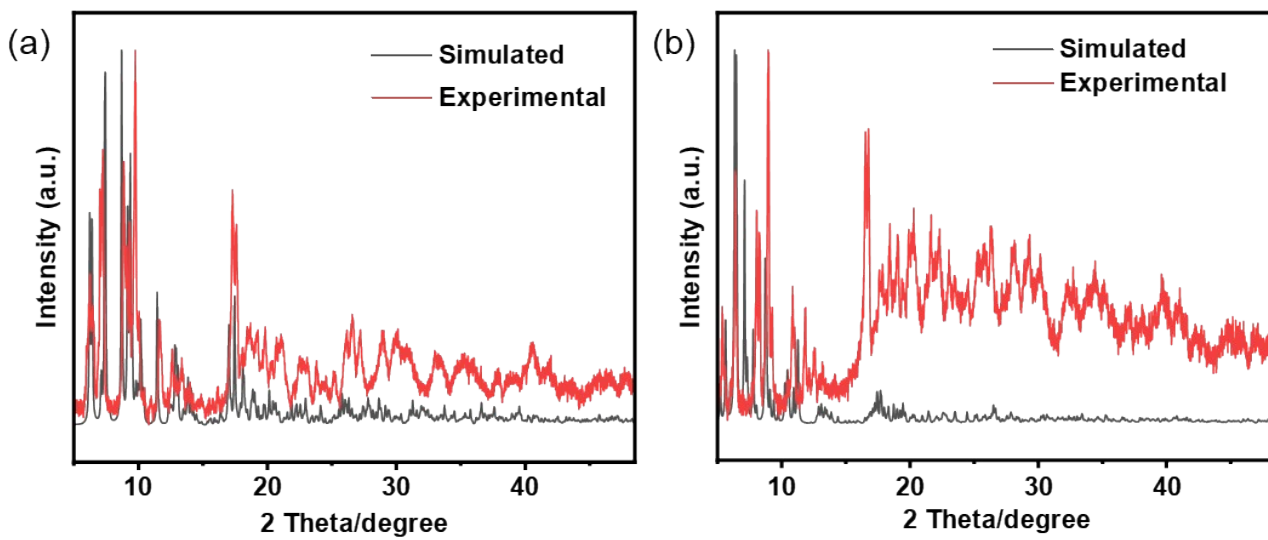 (a)
Simulated
Experimental
Intensity (a.u.)
10 20 30 40
2 Theta/degree
(b)
Simulated
Experimental
Intensity (a.u.)
10 20 30 40
2 Theta/degree